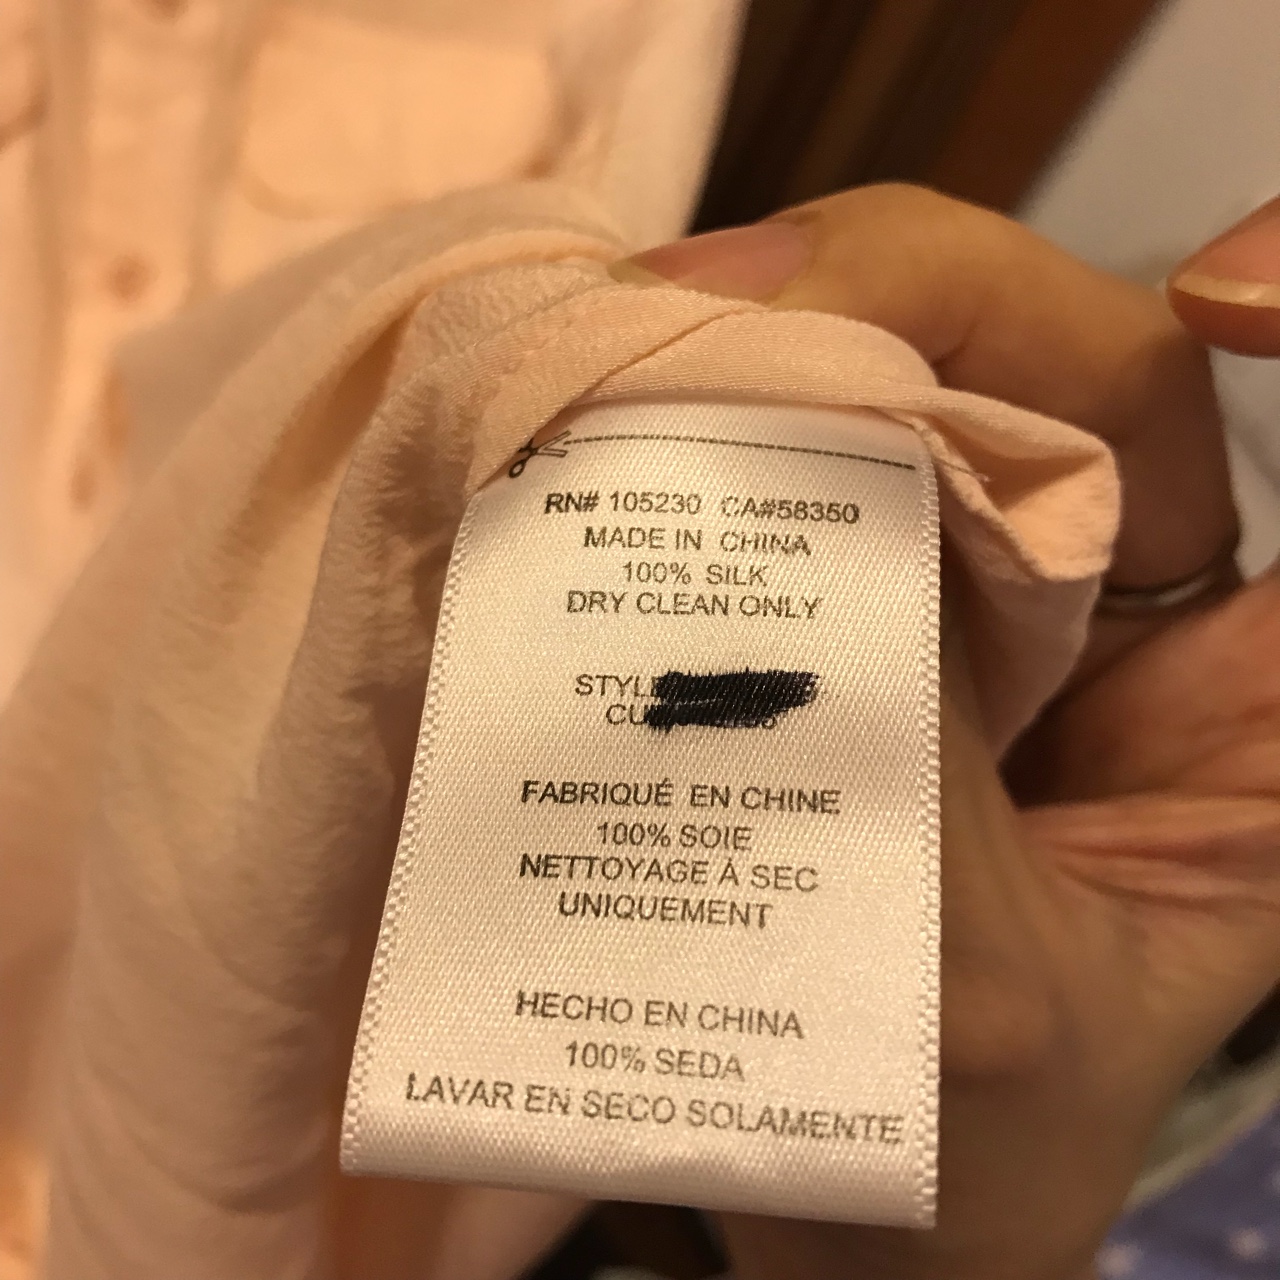 RN# 105230 CA#58350
MADE IN CHINA
100% SILK
DRY CLEAN ONLY
STYLE
CU
FABRIQUÉ EN CHINE
100% SOIE
NETTOYAGE À SEC
UNIQUEMENT
HECHO EN CHINA
100% SEDA
LAVAR EN SECO SOLAMENTE